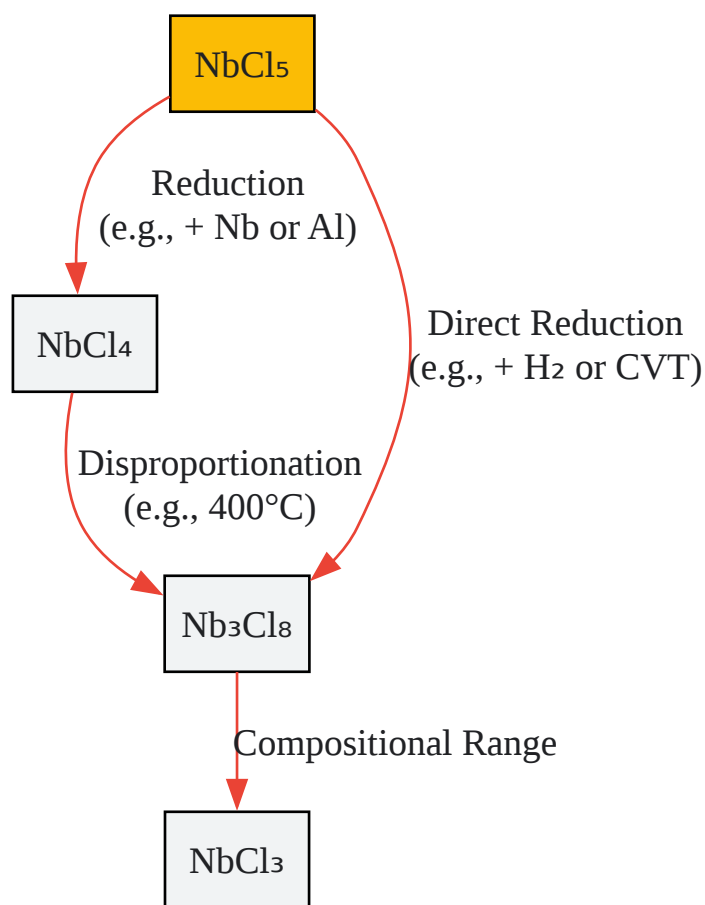 NbCl₅
Reduction
(e.g., + Nb or Al)
Direct Reduction
(e.g., + H₂ or CVT)
NbCl₄
Disproportionation
(e.g., 400°C)
Nb₃Cl₈
Compositional Range
NbCl₃